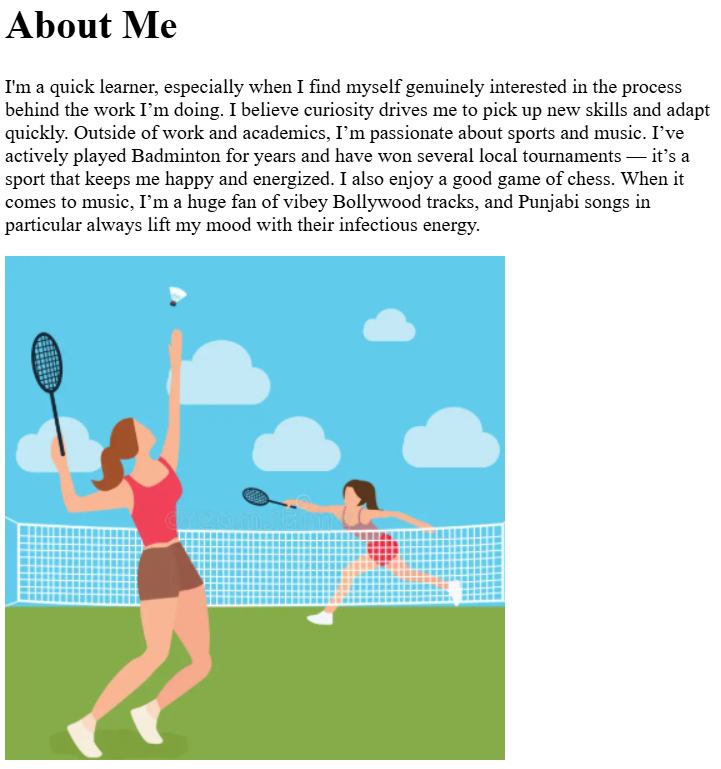 About Me
I'm a quick learner, especially when I find myself genuinely interested in the process
behind the work I’m doing. I believe curiosity drives me to pick up new skills and adapt
quickly. Outside of work and academics, I’m passionate about sports and music. I’ve
actively played Badminton for years and have won several local tournaments — it’s a
sport that keeps me happy and energized. I also enjoy a good game of chess. When it
comes to music, I’m a huge fan of vibey Bollywood tracks, and Punjabi songs in
particular always lift my mood with their infectious energy.